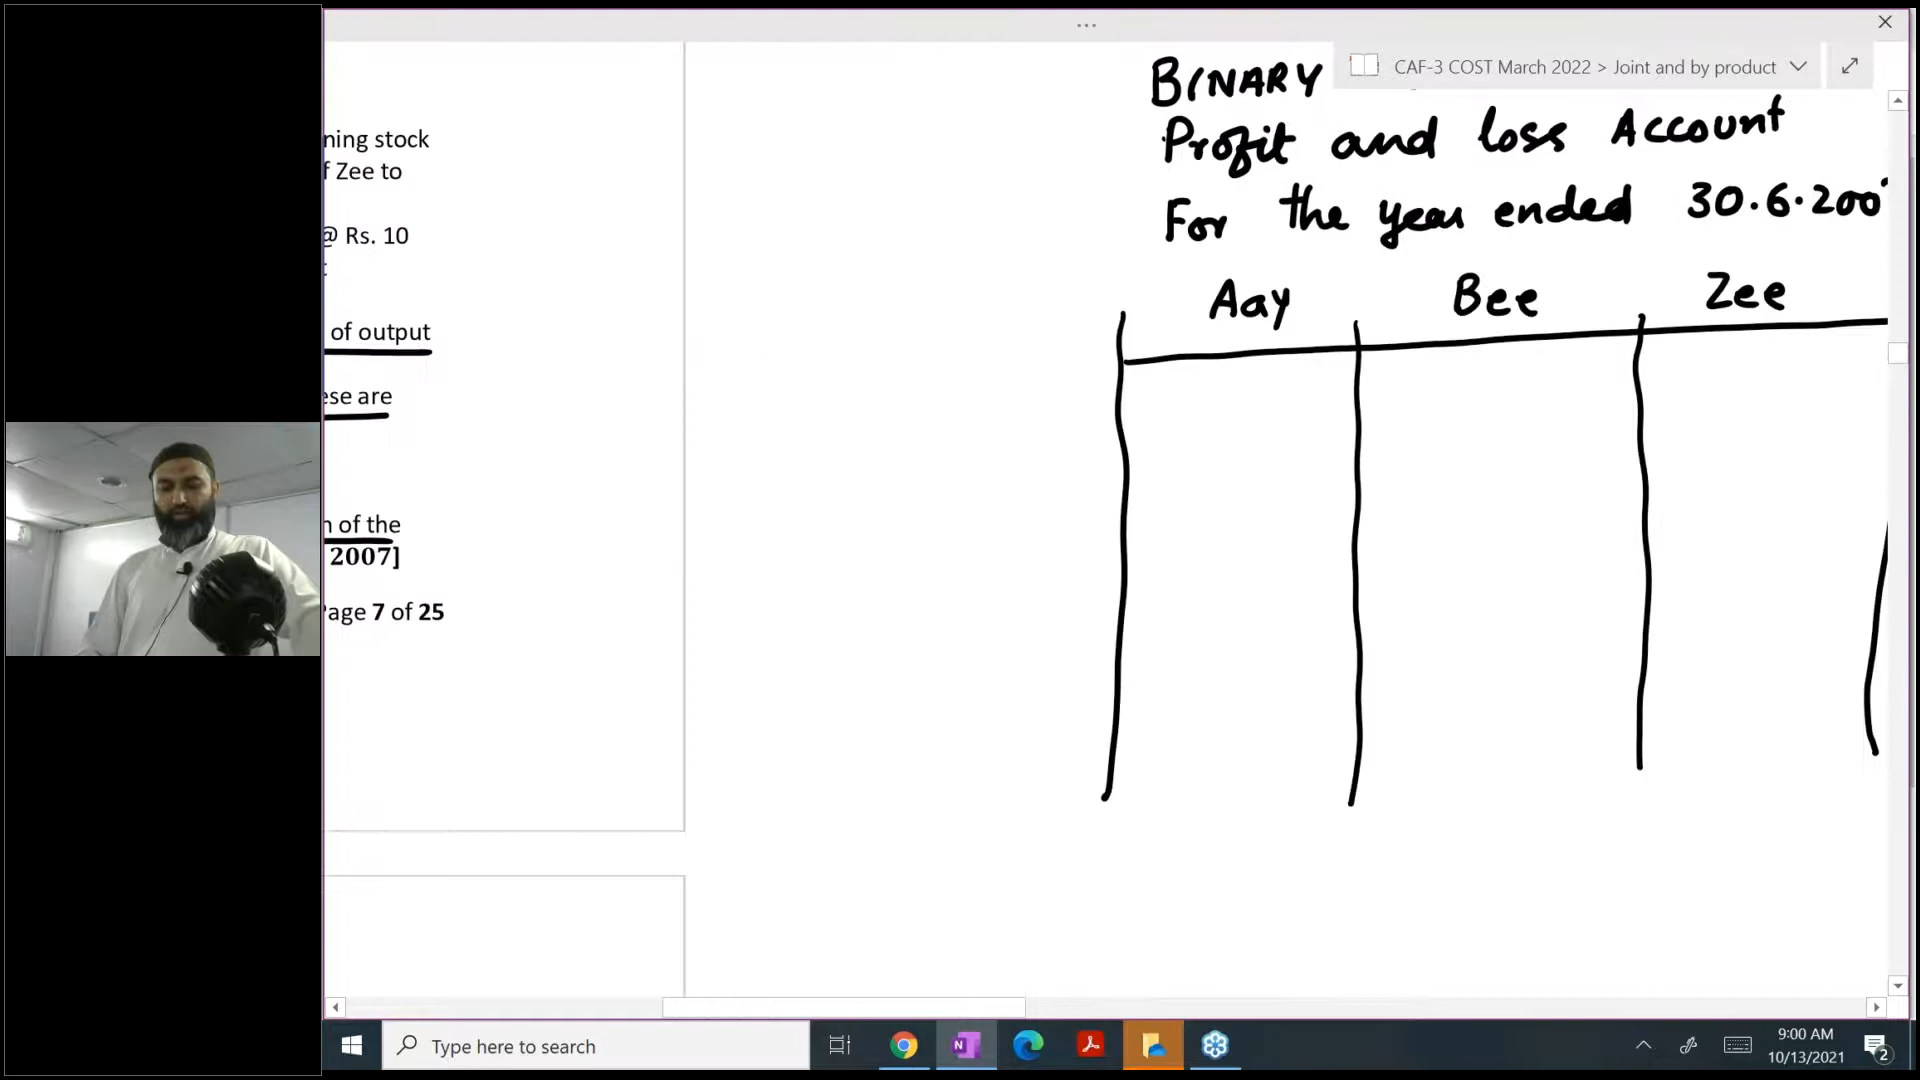 CAF-3 COST March 2022 > Joint and by product
BINARY
Profit and loss Account
For the year ended 30.6.200
Aay Bee Zee
ning stock
f Zee to
@ Rs. 10
of output
ese are
n of the
2007]
age 7 of 25
Type here to search
9:00 AM
10/13/2021
2